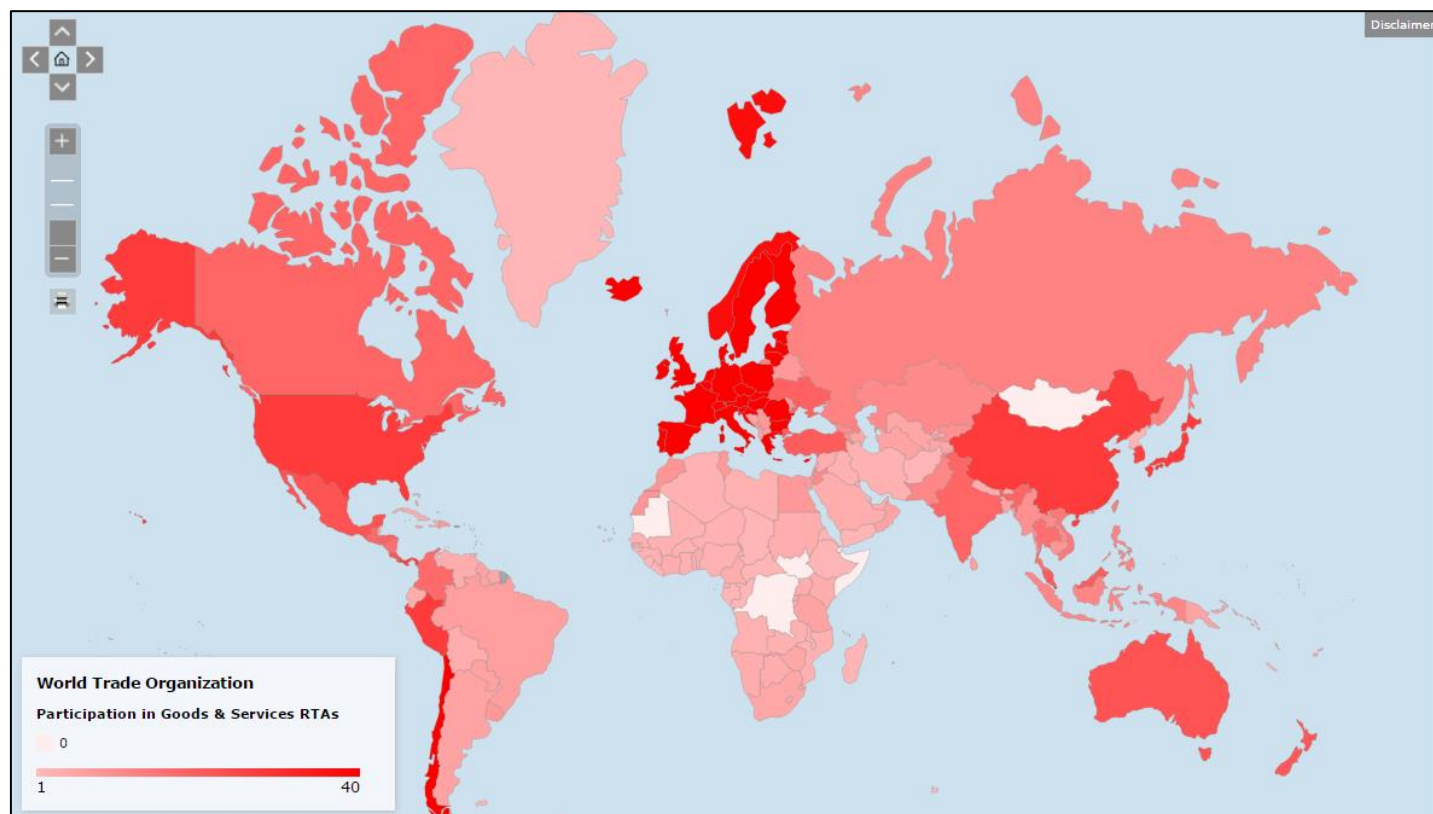 Disclaimer
World Trade Organization
Participation in Goods & Services RTAs
0
1 40